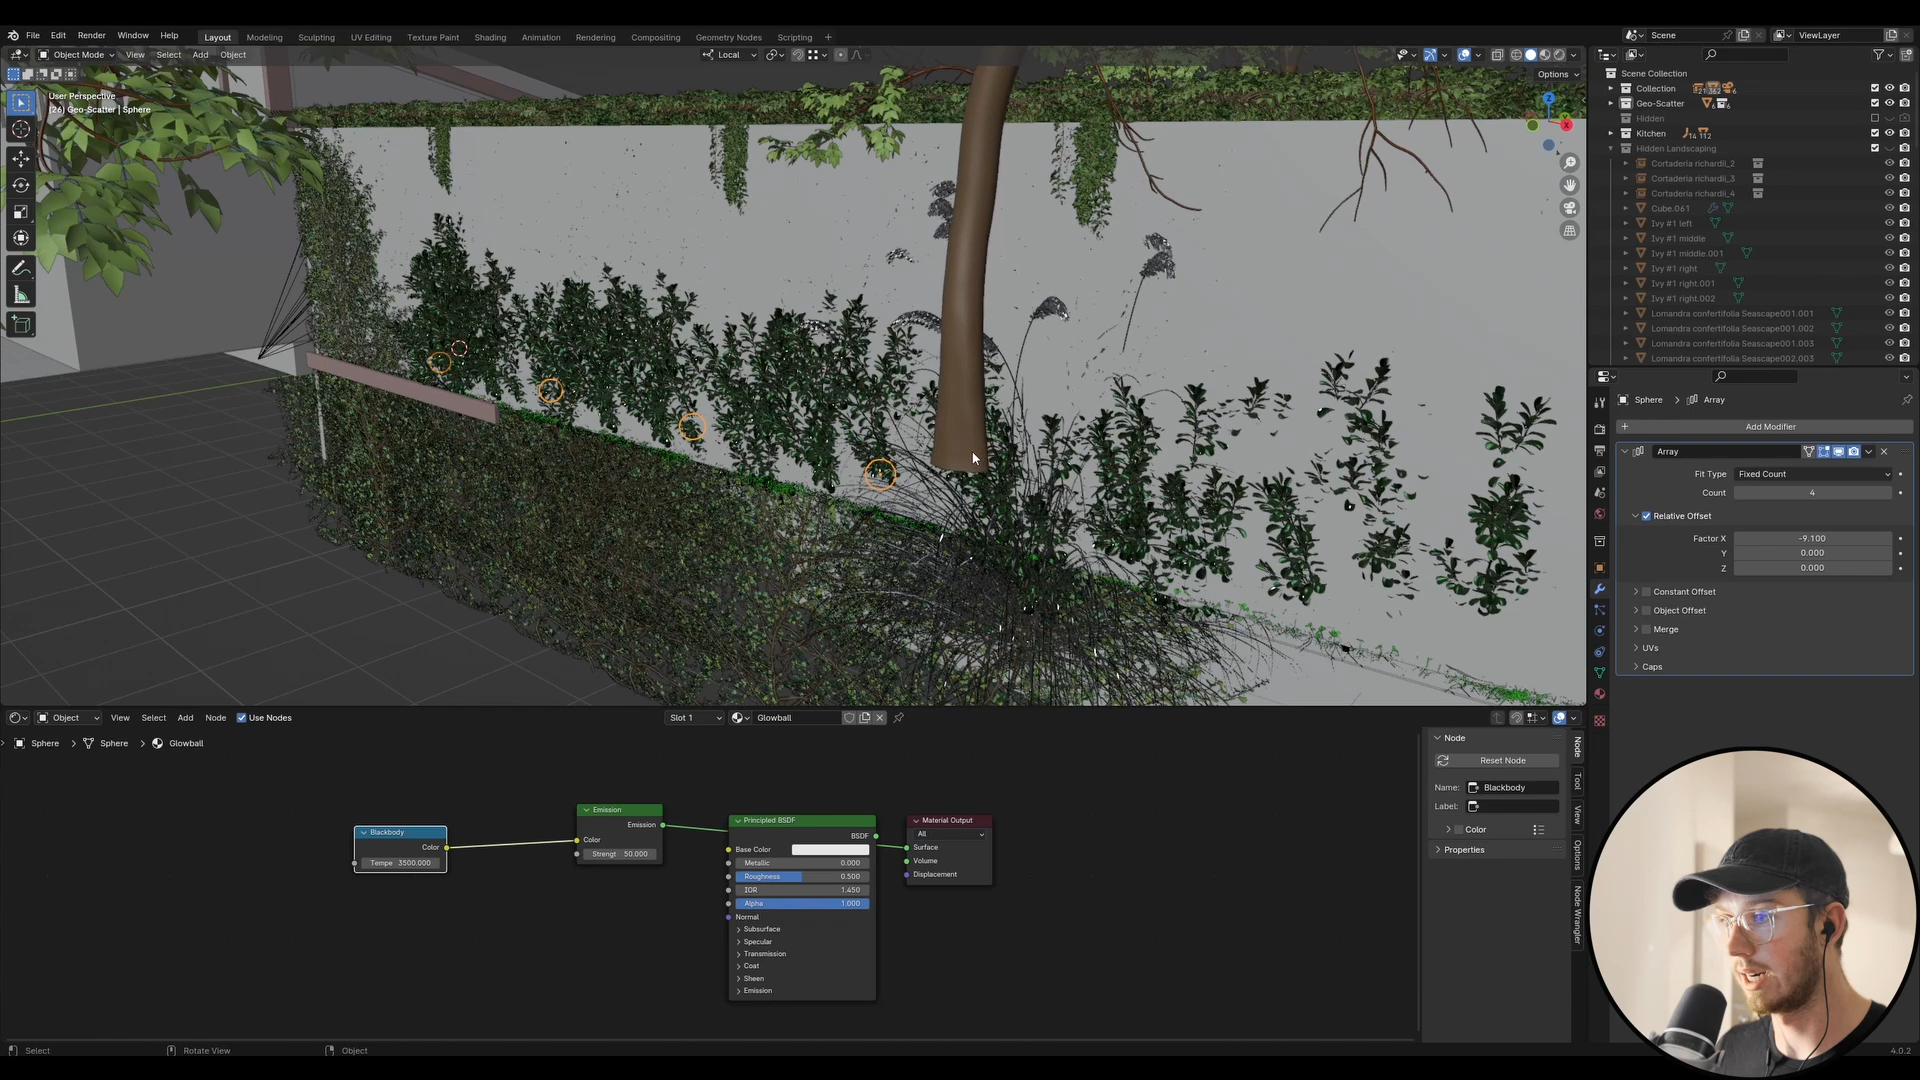 File Edit Render Window Help Layout Modeling Sculpting UV Editing Texture Paint Shading Animation Rendering Compositing Geometry Nodes Scripting + Scene ViewLayer
Object Mode View Select Add Object Local
Options
User Perspective
(26) Geo-Scatter | Sphere
Scene Collection
Collection
Geo-Scatter
Hidden
Kitchen
Hidden Landscaping
Cortaderia richardii_2
Cortaderia richardii_3
Cortaderia richardii_4
Cube.061
Ivy #1 left
Ivy #1 middle
Ivy #1 middle.001
Ivy #1 right
Ivy #1 right.001
Ivy #1 right.002
Lomandra confertifolia Seascape001.001
Lomandra confertifolia Seascape001.002
Lomandra confertifolia Seascape001.003
Lomandra confertifolia Seascape002.003
Sphere > Array
+ Add Modifier
Array
Fit Type Fixed Count
Count 4
Relative Offset
Factor X -9.100
Y 0.000
Z 0.000
Constant Offset
Object Offset
Merge
UVs
Caps
Object View Select Add Node Use Nodes Slot 1 Glowball
Sphere > Sphere > Glowball
Blackbody
Color
Tempe 3500.000
Emission
Emission
Color
Strengt 50.000
Principled BSDF
BSDF
Base Color
Metallic 0.000
Roughness 0.500
IOR 1.450
Alpha 1.000
Normal
Subsurface
Specular
Transmission
Coat
Sheen
Emission
Material Output
All
Surface
Volume
Displacement
Node
Reset Node
Name: Blackbody
Label:
Color
Properties
Node
Tool
View
Options
Node Wrangler
Select Rotate View Object
4.0.2